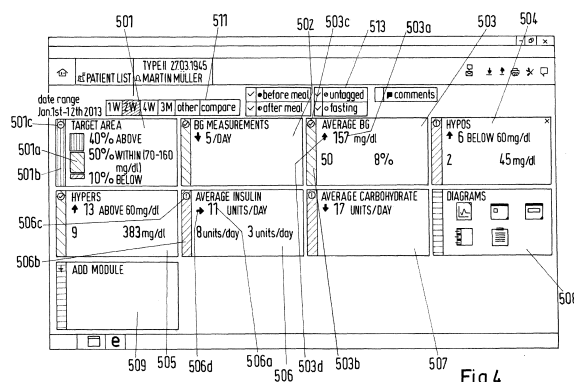 501 511 502 503c 513 503a 503 504
TYPE II 27.03.1945
PATIENT LIST MARTIN MÜLLER
before meal untagged comments
after meal fasting
date range
Jan.1st-12th 2013 1W 2W 4W 3M other compare
501c TARGET AREA
40% ABOVE
50% WITHIN (70-160
mg/dl)
10% BELOW
501a
501b
BG MEASUREMENTS
5/DAY
AVERAGE BG
157 mg/dl
50 8%
HYPOS
6 BELOW 60mg/dl
2 45 mg/dl
HYPERS
13 ABOVE 60mg/dl
9 383mg/dl
506c
506b
AVERAGE INSULIN
11 UNITS/DAY
8units/day 3 units/day
AVERAGE CARBOHYDRATE
17 UNITS/DAY
DIAGRAMS
ADD MODULE
508
e
509 505 506d 506a 506 503d 503b 507
Fig.4